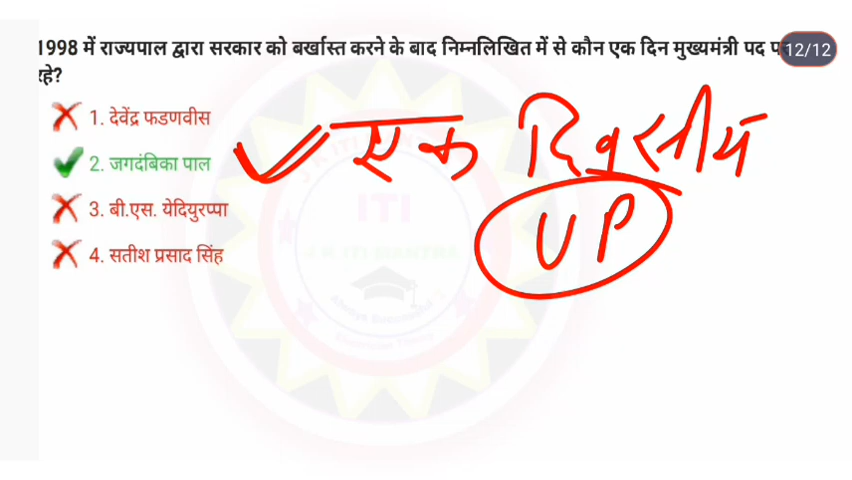 1998 में राज्यपाल द्वारा सरकार को बर्खास्त करने के बाद निम्नलिखित में से कौन एक दिन मुख्यमंत्री पद प
12/12
रहे?
1. देवेंद्र फडणवीस
2. जगदंबिका पाल
एक दिवसीय
3. बी.एस. येदियुरप्पा
UP
4. सतीश प्रसाद सिंह
ITI